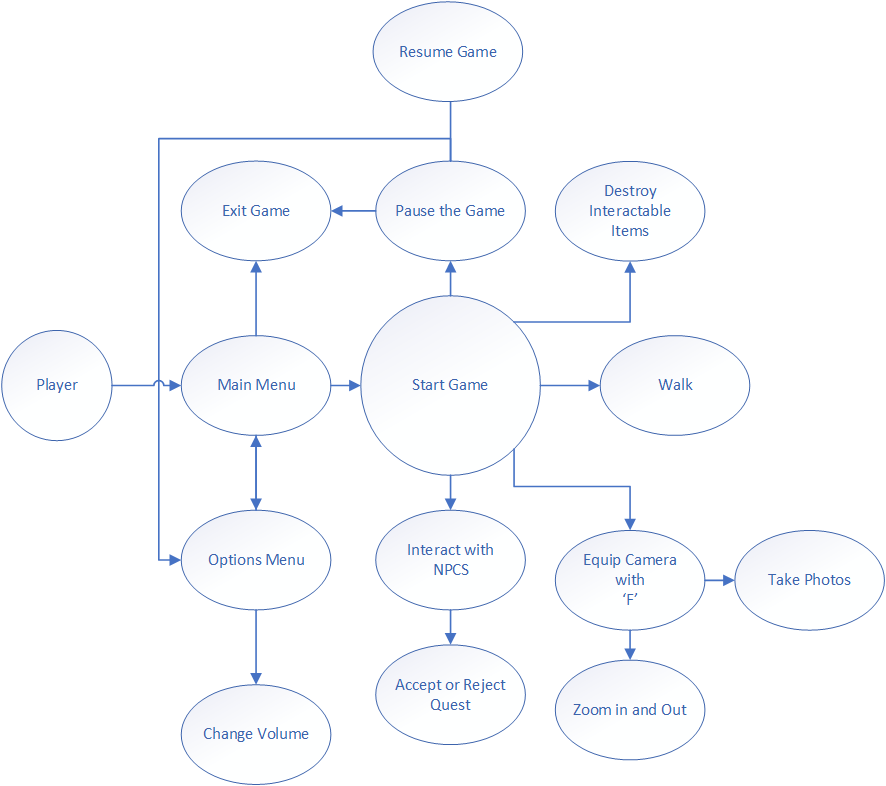 Resume Game
Exit Game
Pause the Game
Destroy
Interactable
Items
Player
Main Menu
Start Game
Walk
Options Menu
Interact with
NPCS
Equip Camera
with
‘F’
Take Photos
Change Volume
Accept or Reject
Quest
Zoom in and Out